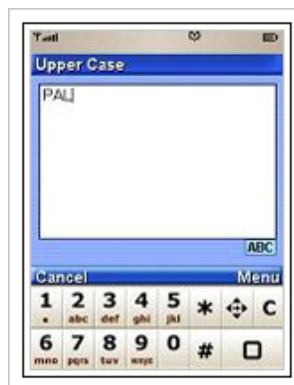 Upper Case
PAL
ABC
Cancel Menu
1 2 3 4 5 * C
. abc def ghi jkl
6 7 8 9 0 #
mno pqrs tuv wxyz